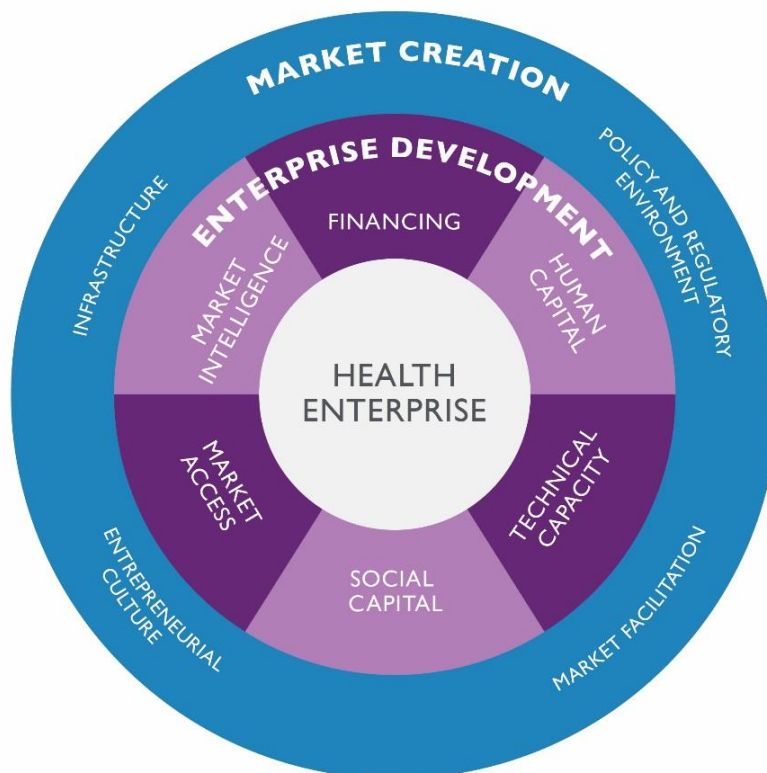 MARKET CREATION
POLICY AND REGULATORY
ENVIRONMENT
INFRASTRUCTURE
ENTERPRISE DEVELOPMENT
FINANCING
MARKET
INTELLIGENCE
HUMAN
CAPITAL
HEALTH
ENTERPRISE
MARKET
ACCESS
TECHNICAL
CAPACITY
SOCIAL
CAPITAL
ENTREPRENEURIAL
CULTURE
MARKET FACILITATION